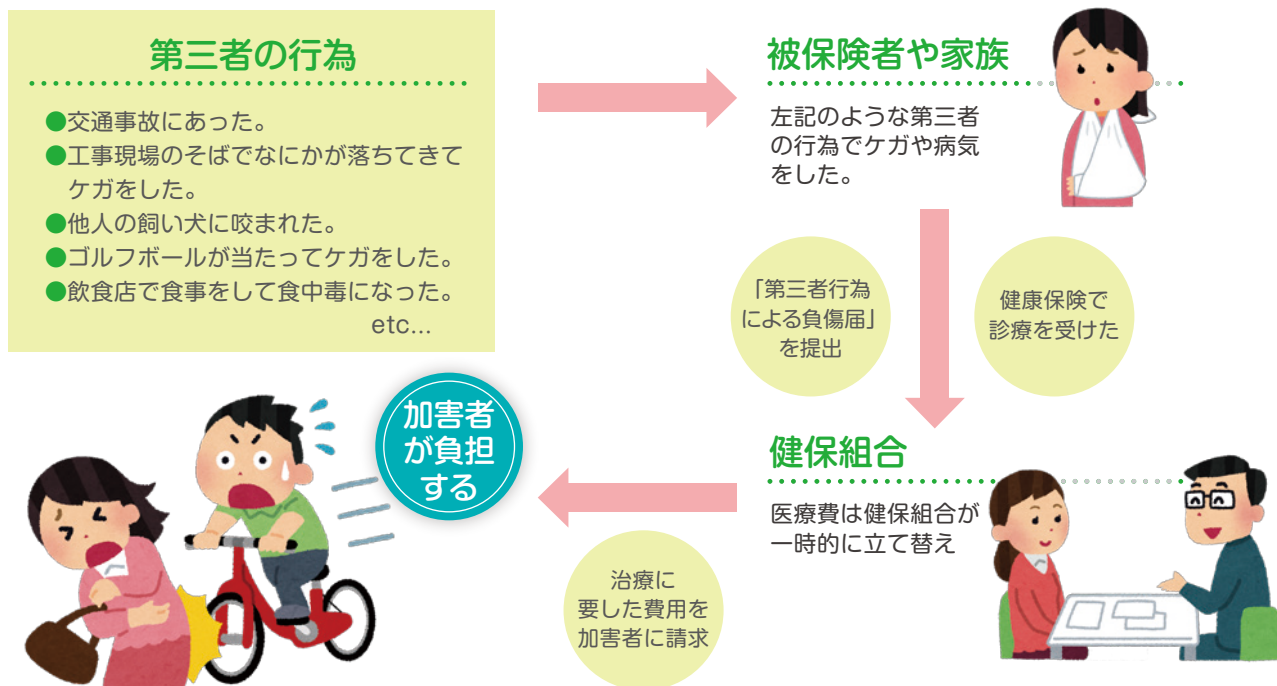 第三者の行為
●交通事故にあった。
●工事現場のそばでなにかが落ちてきて
ケガをした。
●他人の飼い犬に咬まれた。
●ゴルフボールが当たってケガをした。
●飲食店で食事をして食中毒になった。
etc...
被保険者や家族
左記のような第三者
の行為でケガや病気
をした。
「第三者行為
による負傷届」
を提出
健康保険で
診療を受けた
健保組合
医療費は健保組合が
一時的に立て替え
治療に
要した費用を
加害者に請求
加害者
が負担
する